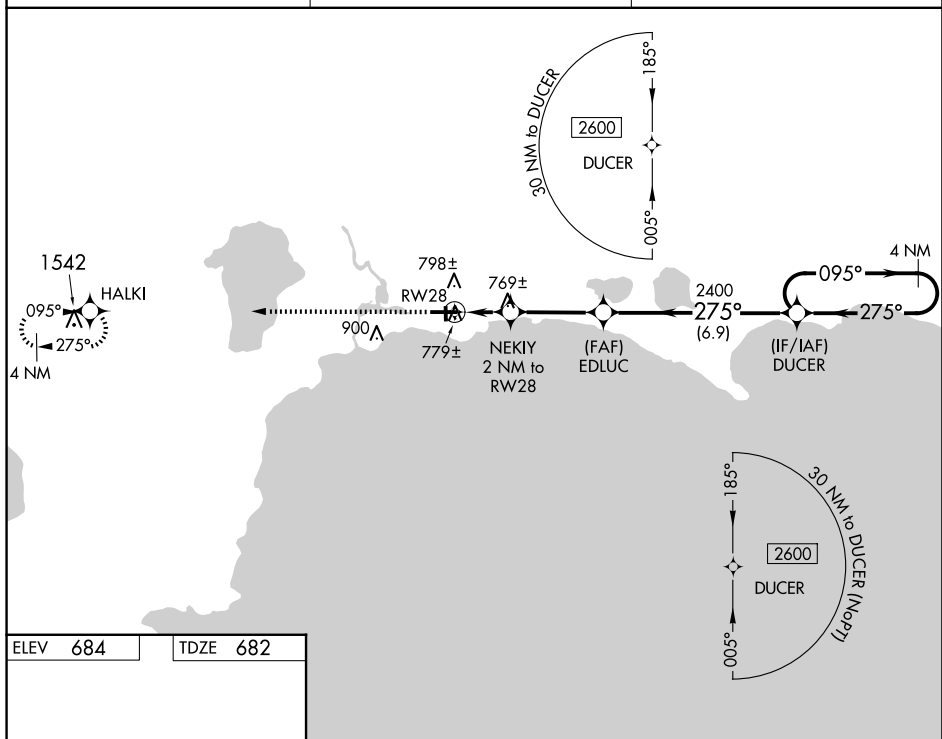 30 NM to DUCER
185°
2600
DUCER
005°
4 NM
1542
HALKI
095°
275°
4 NM
798±
RW28
769±
900
779±
NEKIY
2 NM to
RW28
(FAF)
EDLUC
2400
275°
(6.9)
(IF/IAF)
DUCER
095°
275°
185°
30 NM to DUCER (NoPT)
2600
DUCER
005°
ELEV 684
TDZE 682